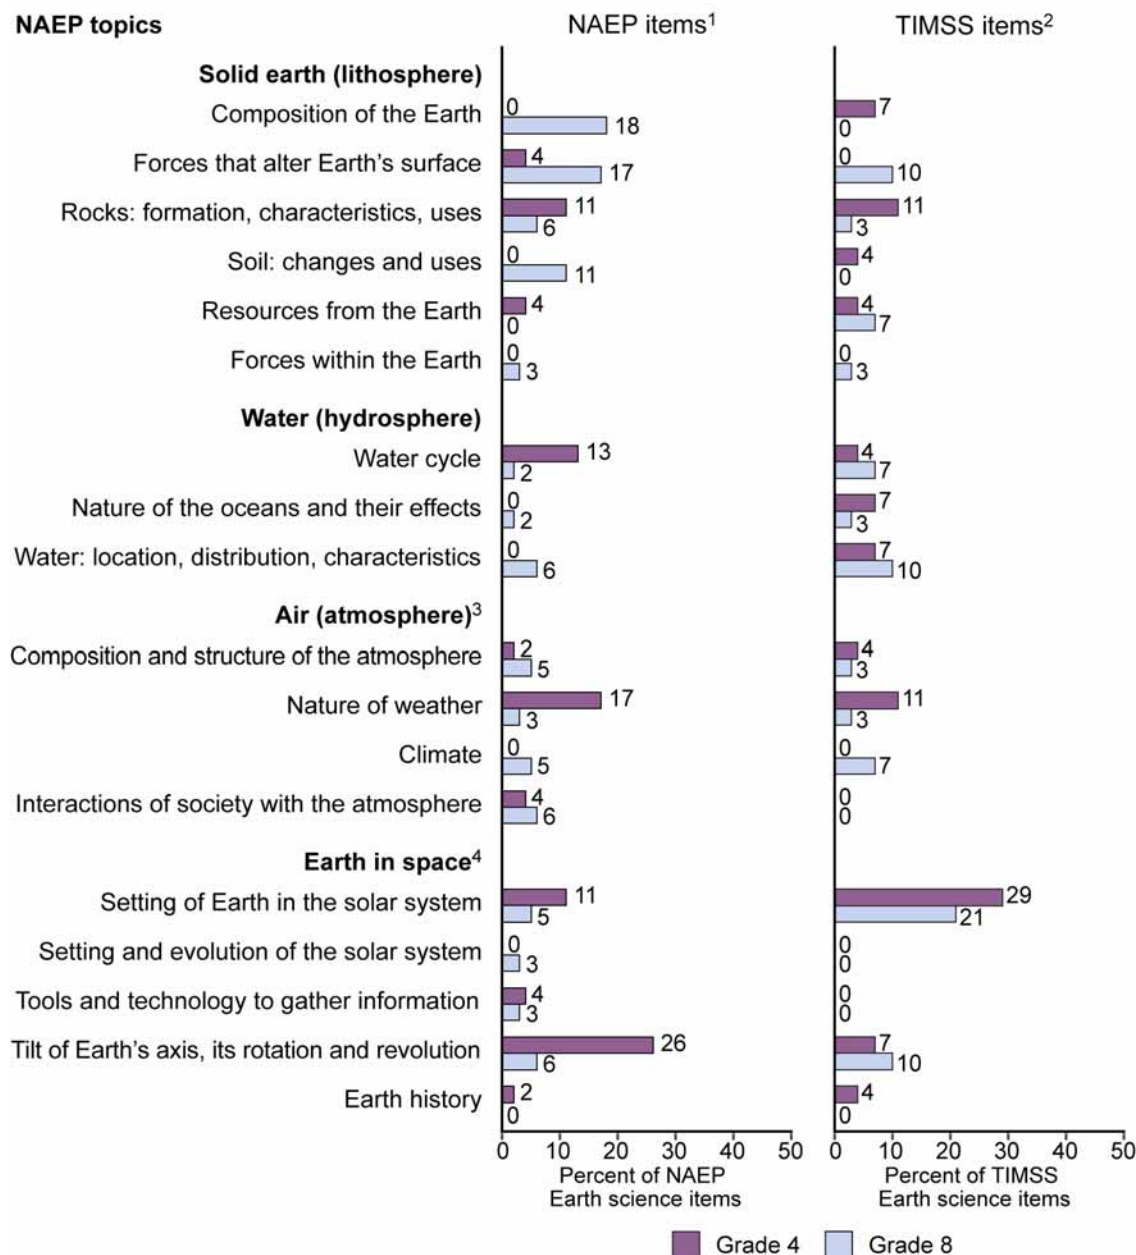 NAEP topics NAEP items1 TIMSS items2
Solid earth (lithosphere)
Composition of the Earth 0 18 7 0
Forces that alter Earth's surface 4 17 0 10
Rocks: formation, characteristics, uses 11 6 11 3
Soil: changes and uses 0 11 4 0
Resources from the Earth 4 0 4 7
Forces within the Earth 0 3 0 3
Water (hydrosphere)
Water cycle 13 2 4 7
Nature of the oceans and their effects 0 2 7 3
Water: location, distribution, characteristics 0 6 7 10
Air (atmosphere)3
Composition and structure of the atmosphere 2 5 4 3
Nature of weather 17 3 11 3
Climate 0 5 0 7
Interactions of society with the atmosphere 4 6 0 0
Earth in space4
Setting of Earth in the solar system 11 5 29 21
Setting and evolution of the solar system 0 3 0 0
Tools and technology to gather information 4 3 0 0
Tilt of Earth's axis, its rotation and revolution 26 6 7 10
Earth history 2 0 4 0
0 10 20 30 40 50 0 10 20 30 40 50
Percent of NAEP Percent of TIMSS
Earth science items Earth science items
Grade 4 Grade 8